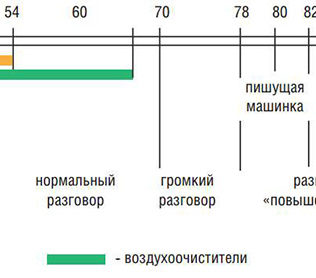 54 60 70 78 80 82
пишущая
машинка
нормальный громкий
разговор разговор
- воздухоочистители